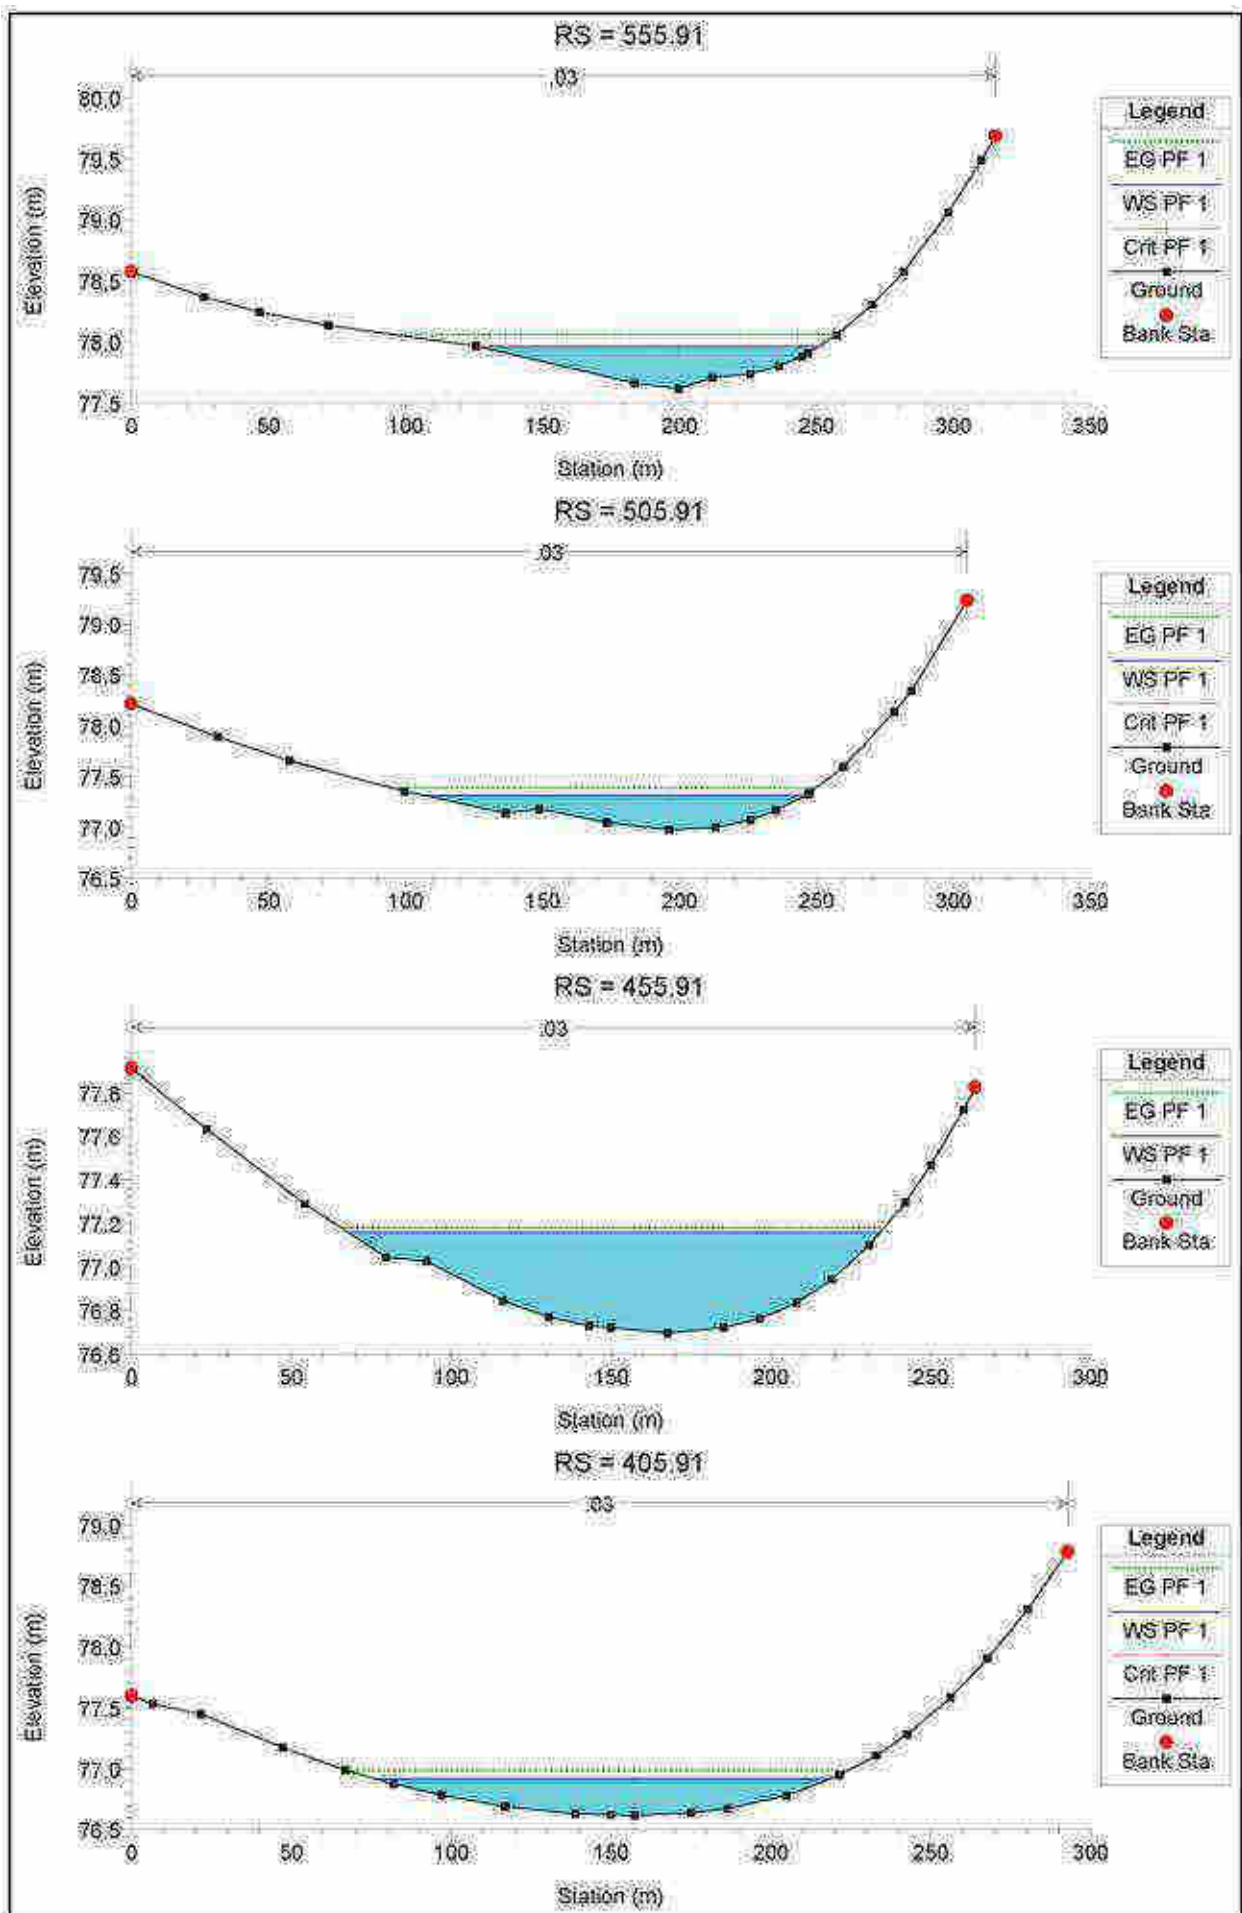 RS = 555.91
.03
80.0
79.5
79.0
78.5
78.0
77.5
Elevation (m)
0 50 100 150 200 250 300 350
Station (m)
Legend
EG PF 1
WS PF 1
Crit PF 1
Ground
Bank Sta
RS = 505.91
.03
79.5
79.0
78.5
78.0
77.5
77.0
76.5
Elevation (m)
0 50 100 150 200 250 300 350
Station (m)
Legend
EG PF 1
WS PF 1
Crit PF 1
Ground
Bank Sta
RS = 455.91
.03
77.8
77.6
77.4
77.2
77.0
76.8
76.6
Elevation (m)
0 50 100 150 200 250 300
Station (m)
Legend
EG PF 1
WS PF 1
Ground
Bank Sta
RS = 405.91
.03
79.0
78.5
78.0
77.5
77.0
76.5
Elevation (m)
0 50 100 150 200 250 300
Station (m)
Legend
EG PF 1
WS PF 1
Crit PF 1
Ground
Bank Sta